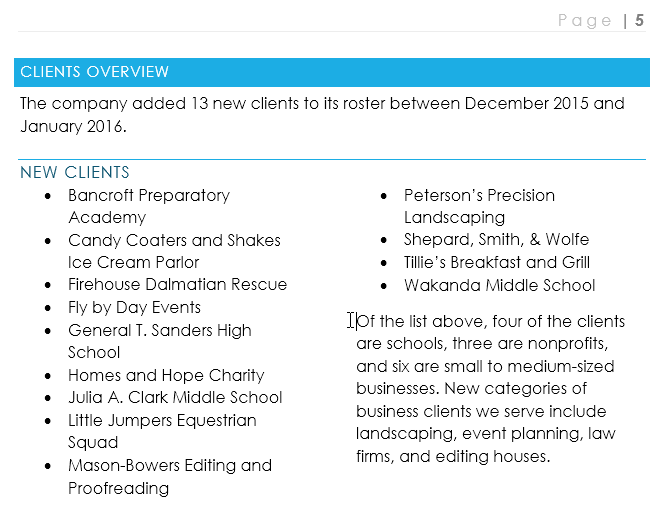 Page | 5
CLIENTS OVERVIEW
The company added 13 new clients to its roster between December 2015 and
January 2016.
NEW CLIENTS
• Bancroft Preparatory
Academy
• Candy Coaters and Shakes
Ice Cream Parlor
• Firehouse Dalmatian Rescue
• Fly by Day Events
• General T. Sanders High
School
• Homes and Hope Charity
• Julia A. Clark Middle School
• Little Jumpers Equestrian
Squad
• Mason-Bowers Editing and
Proofreading
• Peterson's Precision
Landscaping
• Shepard, Smith, & Wolfe
• Tillie's Breakfast and Grill
• Wakanda Middle School
Of the list above, four of the clients
are schools, three are nonprofits,
and six are small to medium-sized
businesses. New categories of
business clients we serve include
landscaping, event planning, law
firms, and editing houses.